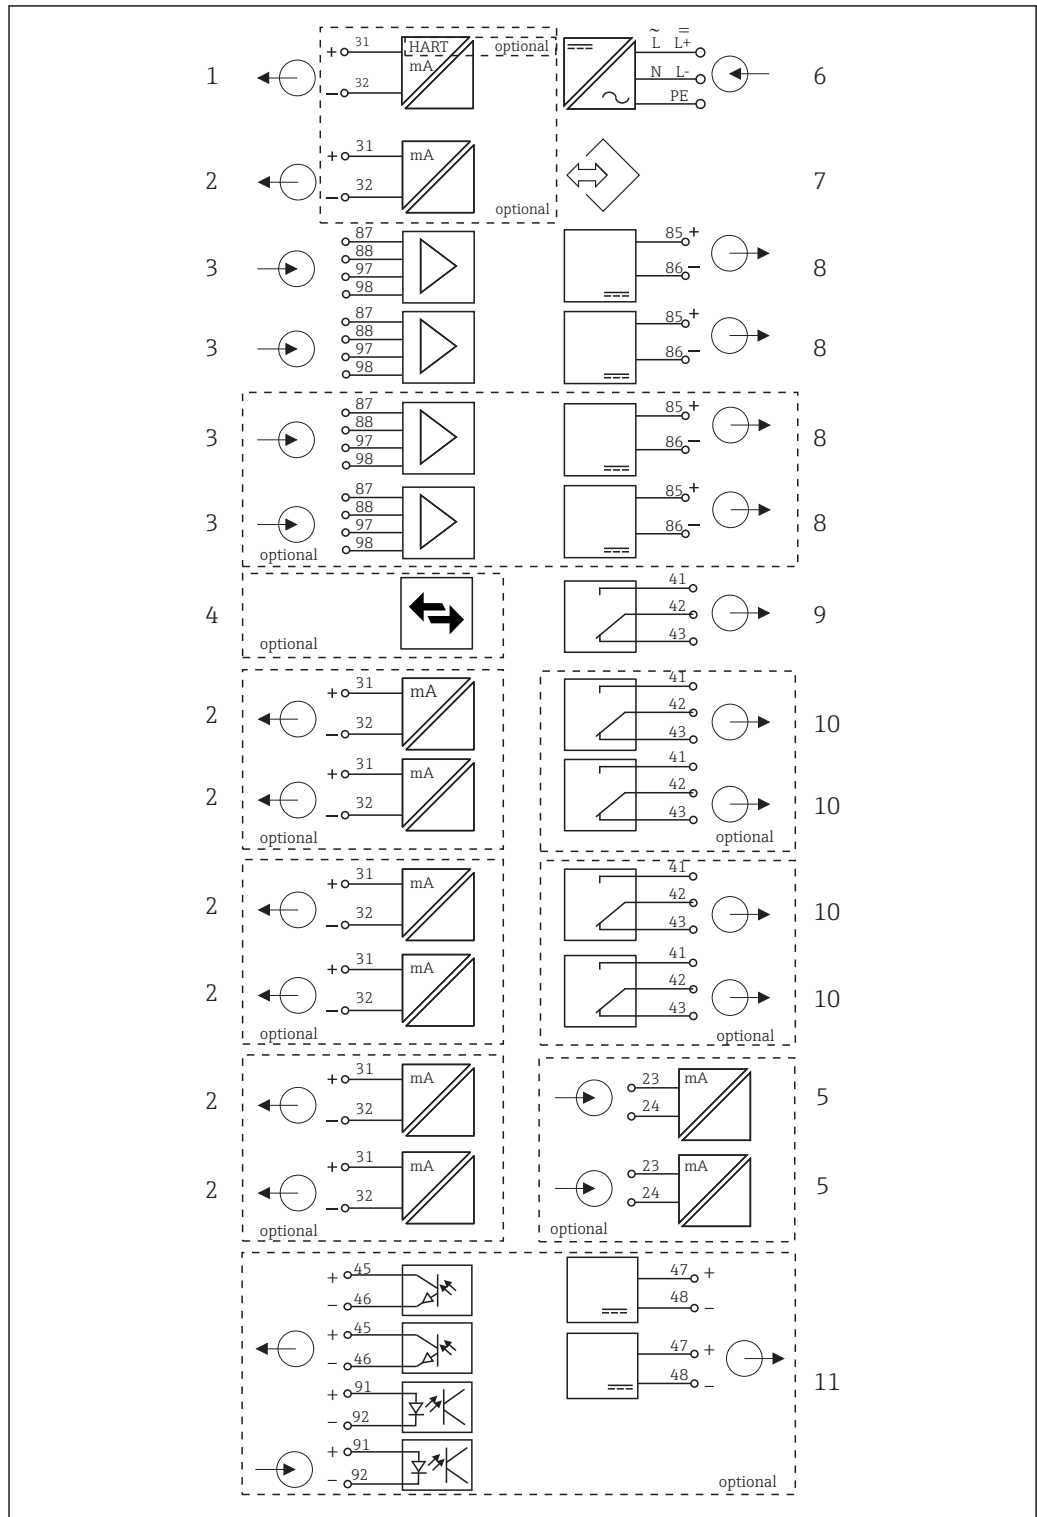 1 + 31 HART optional ~ L = L+
mA
− 32 N L- 6
PE
2 + 31 mA 7
− 32
optional
3 87 85 + 8
88
97 86 −
98
3 87 85 + 8
88
97 86 −
98
3 87 85 + 8
88
97 86 −
98
3 87 85 + 8
88
97 86 −
98
optional
4 41 9
42
optional 43
2 + 31 mA 41 10
− 32 42
43
2 + 31 mA 41 10
− 32 42
43
optional optional
2 + 31 mA 41 10
− 32 42
43
2 + 31 mA 41 10
− 32 42
43
optional optional
2 + 31 mA 23 mA 5
− 32 24
2 + 31 mA 23 mA 5
− 32 24
optional optional
+ 45 47 +
− 46 48 −
+ 45 47 +
− 46 48 − 11
+ 91
− 92
+ 91
− 92
optional